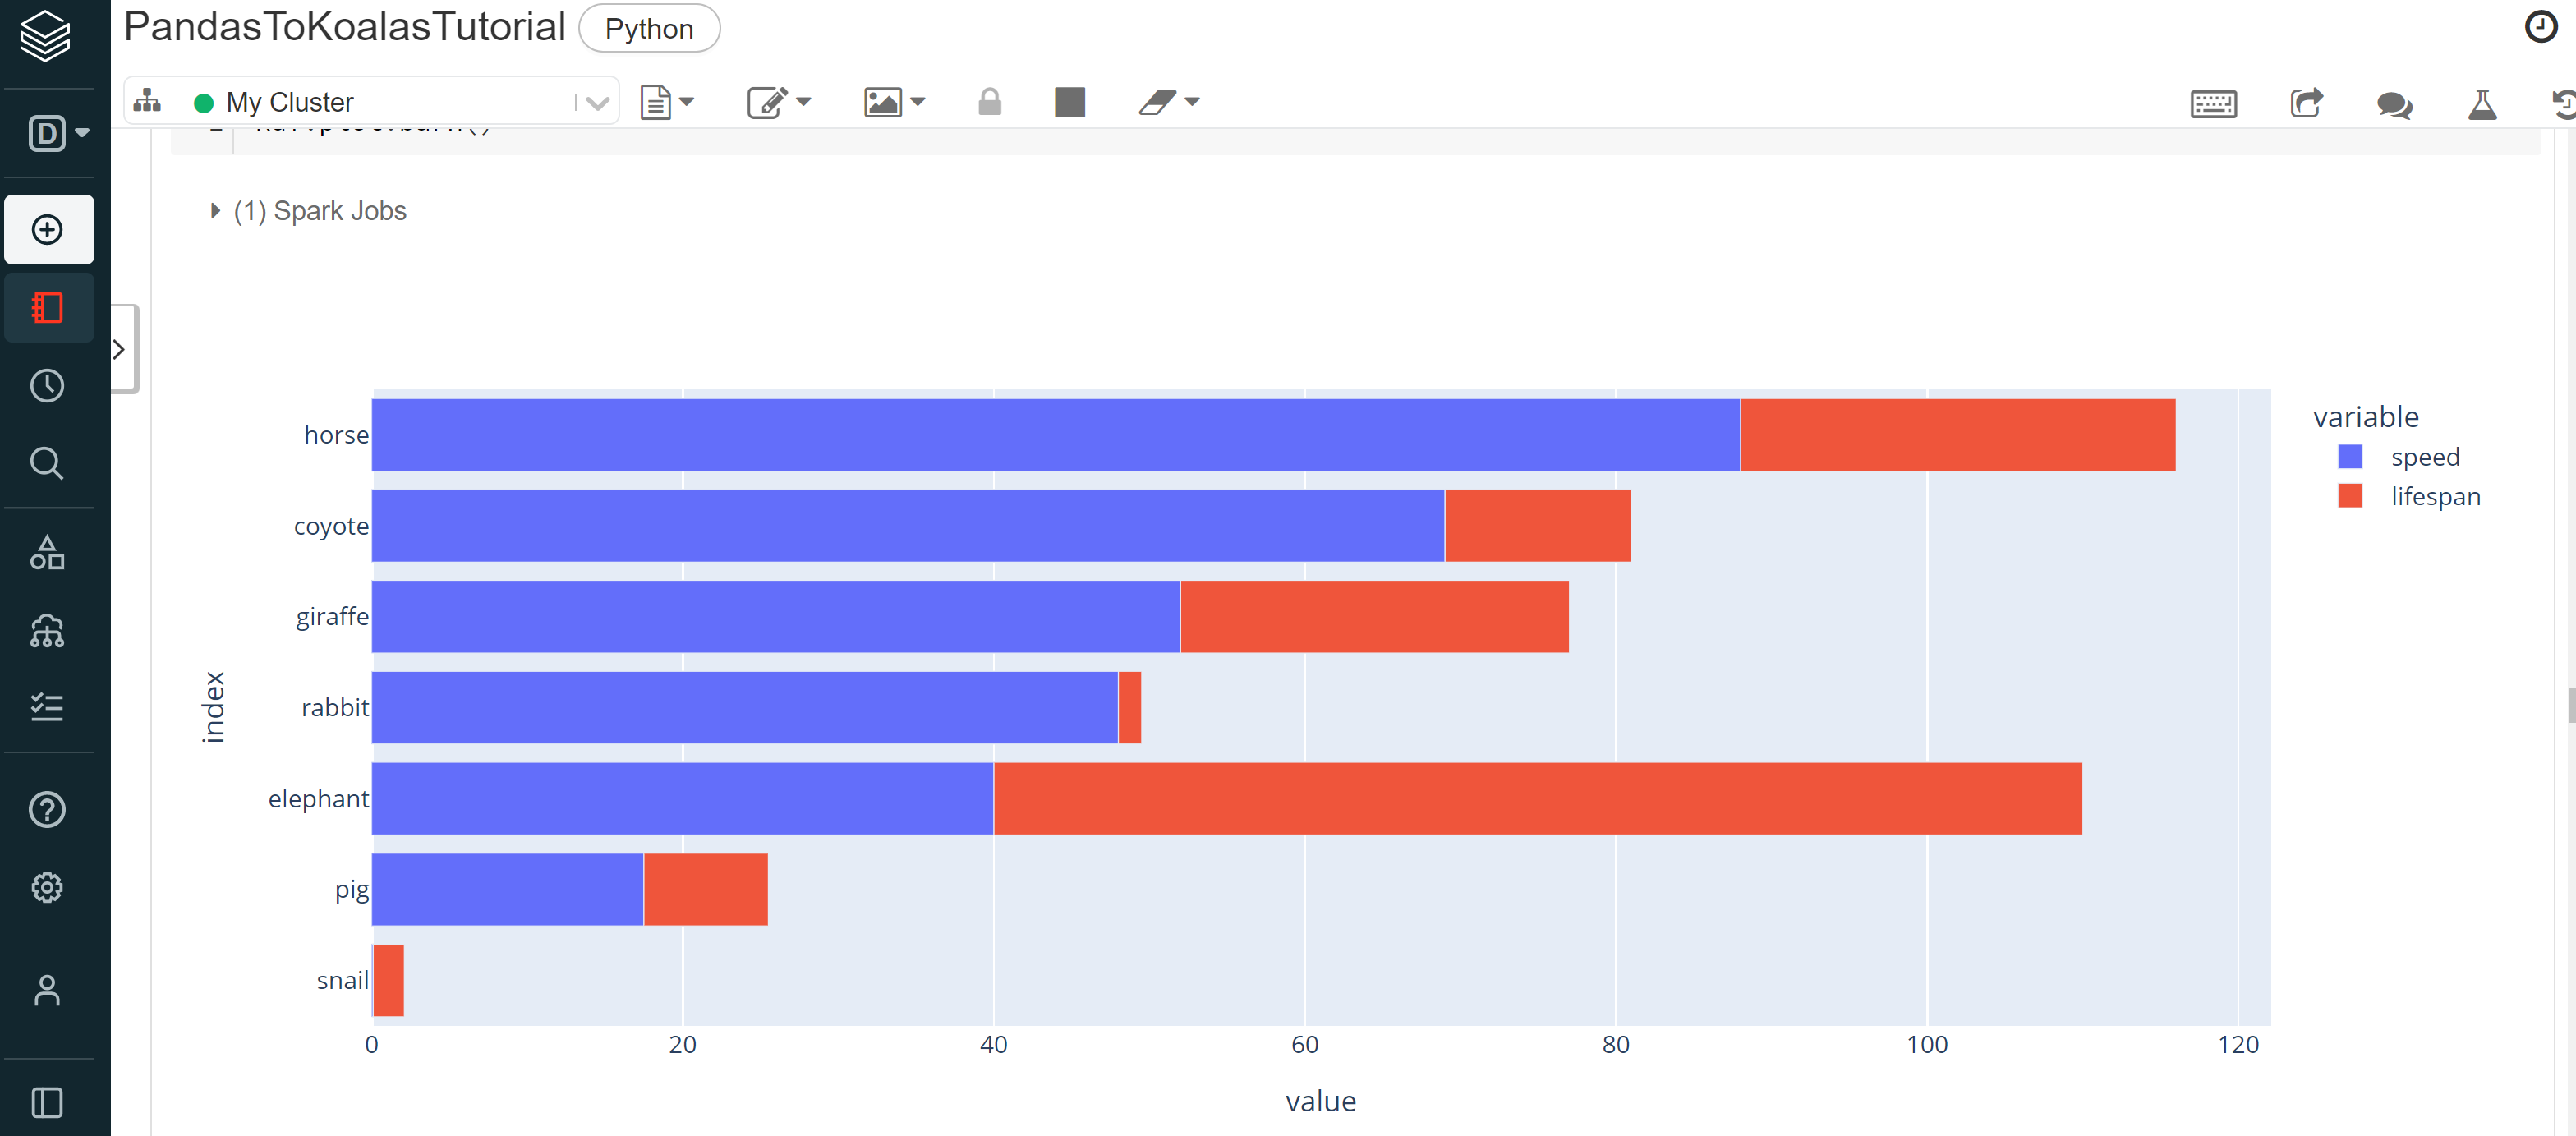 PandasToKoalasTutorial Python
My Cluster
D
(1) Spark Jobs
variable
speed
lifespan
index
horse
coyote
giraffe
rabbit
elephant
pig
snail
0 20 40 60 80 100 120
value